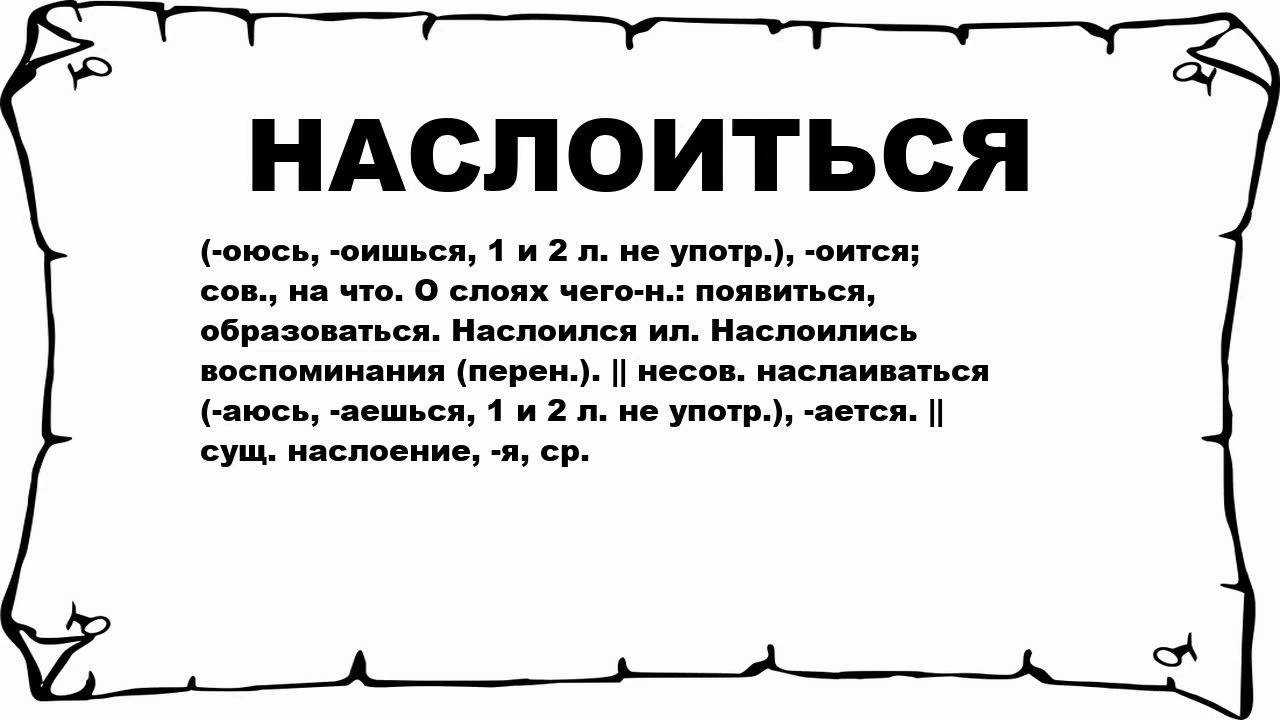 НАСЛОИТЬСЯ
(-оюсь, -оишься, 1 и 2 л. не употр.), -оится;
сов., на что. О слоях чего-н.: появиться,
образоваться. Наслоился ил. Наслоились
воспоминания (перен.). || несов. наслаиваться
(-аюсь, -аешься, 1 и 2 л. не употр.), -ается. ||
сущ. наслоение, -я, ср.